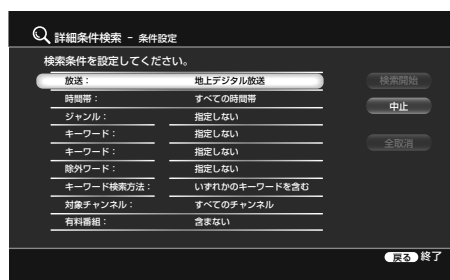 詳細条件検索 - 条件設定
検索条件を設定してください。
放送： 地上デジタル放送
時間帯： すべての時間帯
ジャンル： 指定しない
キーワード： 指定しない
キーワード： 指定しない
除外ワード： 指定しない
キーワード検索方法： いずれかのキーワードを含む
対象チャンネル： すべてのチャンネル
有料番組： 含まない
検索開始
中止
全取消
戻る 終了